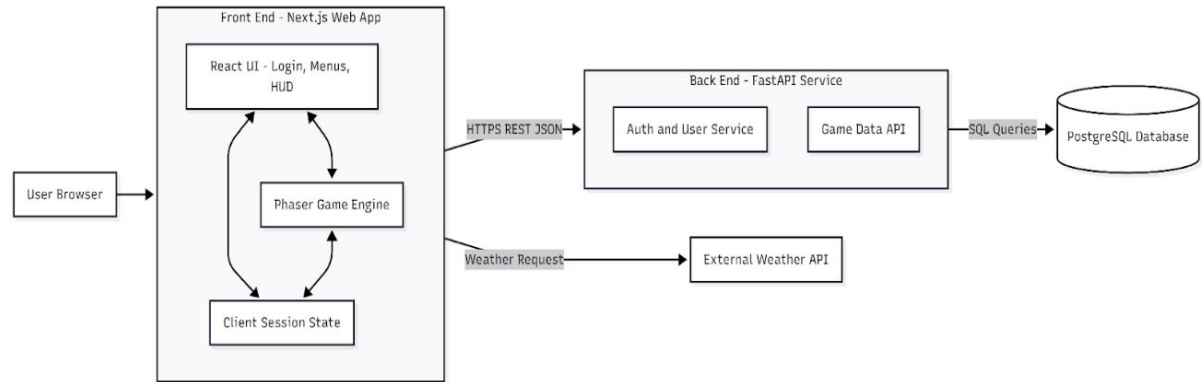 Front End - Next.js Web App
React UI - Login, Menus,
HUD
User Browser
Phaser Game Engine
Client Session State
HTTPS REST JSON
Weather Request
Back End - FastAPI Service
Auth and User Service
Game Data API
SQL Queries
PostgreSQL Database
External Weather API